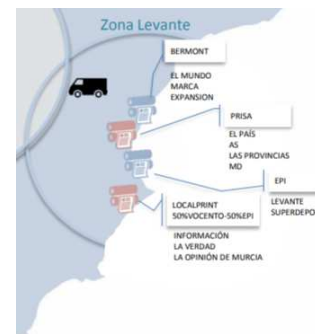 Zona Levante
BERMONT
EL MUNDO
MARCA
EXPANSION
PRISA
EL PAÍS
AS
LAS PROVINCIAS
MD
EPI
LEVANTE
SUPERDEPO
LOCALPRINT
50%VOCENTO-50%EPI
INFORMACIÓN
LA VERDAD
LA OPINIÓN DE MURCIA